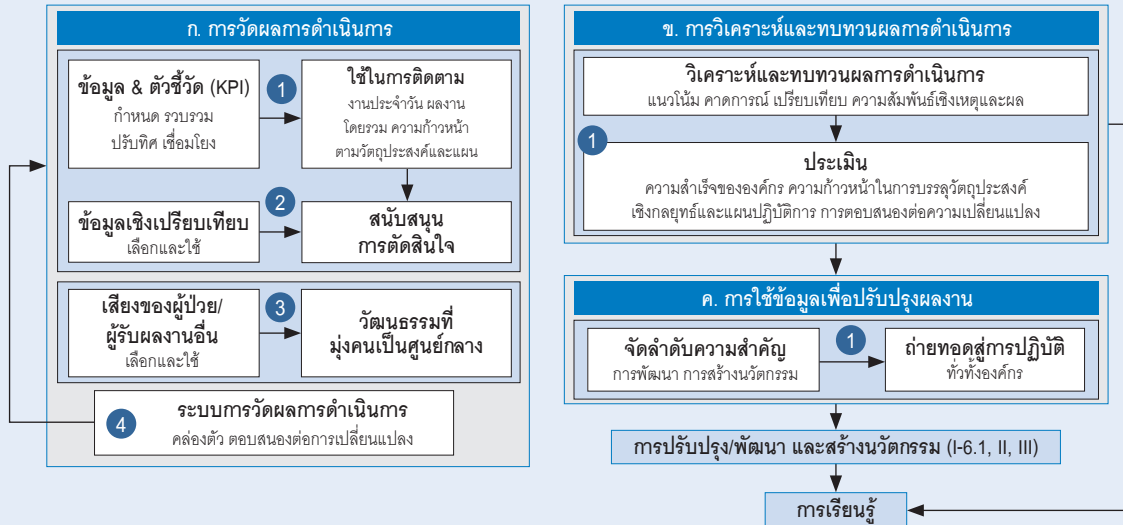 ก. การวัดผลการดำเนินการ
ข้อมูล & ตัวชี้วัด (KPI)
กำหนด รวบรวม
ปรับทิศ เชื่อมโยง
1
ใช้ในการติดตาม
งานประจำวัน ผลงาน
โดยรวม ความก้าวหน้า
ตามวัตถุประสงค์และแผน
ข้อมูลเชิงเปรียบเทียบ
เลือกและใช้
2
สนับสนุน
การตัดสินใจ
เสียงของผู้ป่วย/
ผู้รับผลงานอื่น
เลือกและใช้
3
วัฒนธรรมที่
มุ่งคนเป็นศูนย์กลาง
4
ระบบการวัดผลการดำเนินการ
คล่องตัว ตอบสนองต่อการเปลี่ยนแปลง
ข. การวิเคราะห์และทบทวนผลการดำเนินการ
วิเคราะห์และทบทวนผลการดำเนินการ
แนวโน้ม คาดการณ์ เปรียบเทียบ ความสัมพันธ์เชิงเหตุและผล
1
ประเมิน
ความสำเร็จขององค์กร ความก้าวหน้าในการบรรลุวัตถุประสงค์
เชิงกลยุทธ์และแผนปฏิบัติการ การตอบสนองต่อความเปลี่ยนแปลง
ค. การใช้ข้อมูลเพื่อปรับปรุงผลงาน
จัดลำดับความสำคัญ
การพัฒนา การสร้างนวัตกรรม
1
ถ่ายทอดสู่การปฏิบัติ
ทั่วทั้งองค์กร
การปรับปรุง/พัฒนา และสร้างนวัตกรรม (I-6.1, II, III)
การเรียนรู้